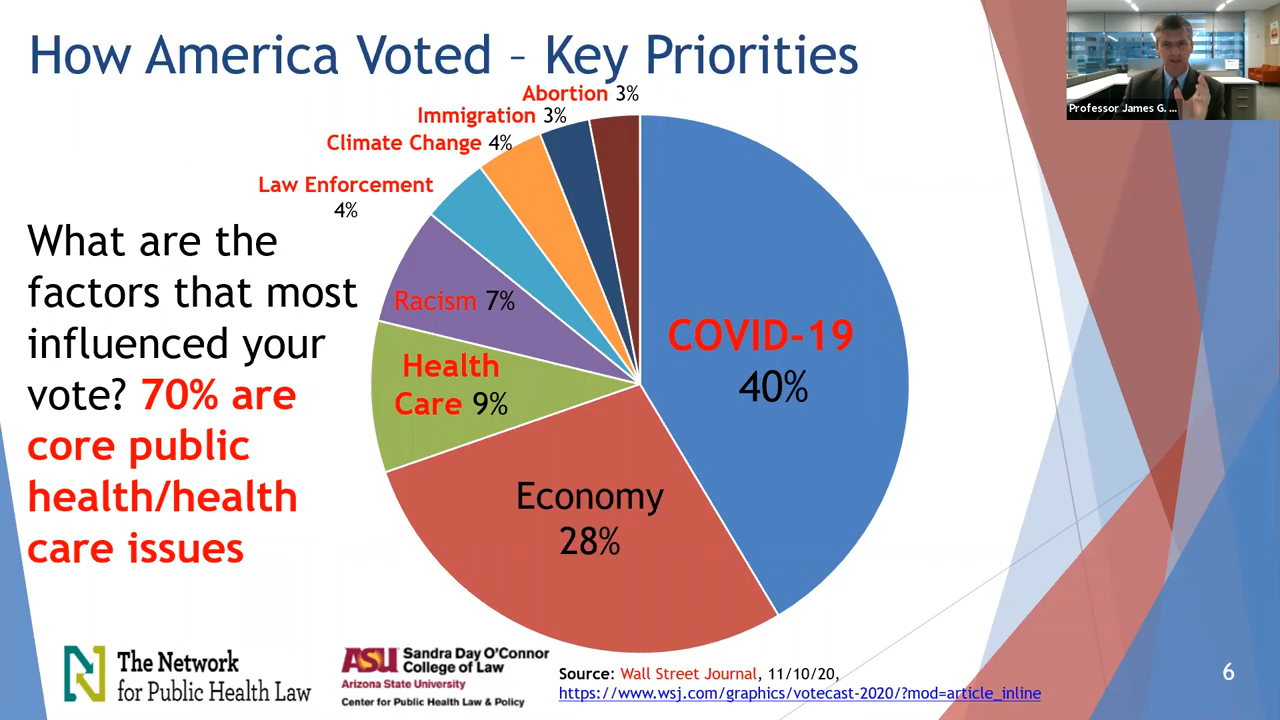 How America Voted – Key Priorities
Professor James G. ...
Abortion 3%
Immigration 3%
Climate Change 4%
Law Enforcement
4%
What are the
factors that most
influenced your
vote? 70% are
core public
health/health
care issues
Racism 7%
Health
Care 9%
COVID-19
40%
Economy
28%
The Network
for Public Health Law
ASU Sandra Day O'Connor
College of Law
Arizona State University
Center for Public Health Law & Policy
Source: Wall Street Journal, 11/10/20,
https://www.wsj.com/graphics/votecast-2020/?mod=article_inline
6